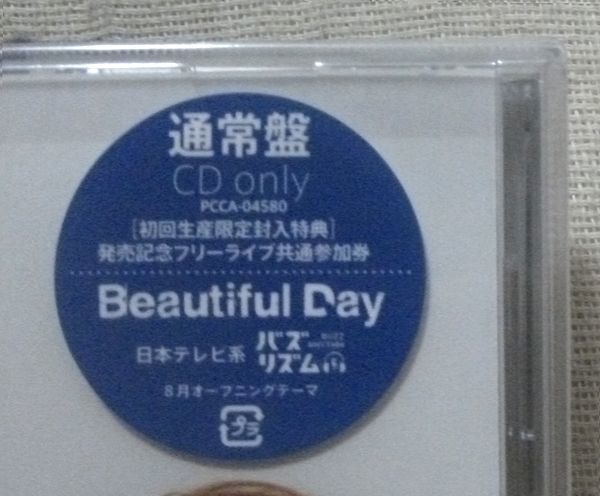 通常盤
CD only
PCCA-04580
[初回生産限定封入特典]
発売記念フリーライブ共通参加券
Beautiful Day
日本テレビ系 バズリズム
BUZZ RHYTHM
8月オープニングテーマ
プラ